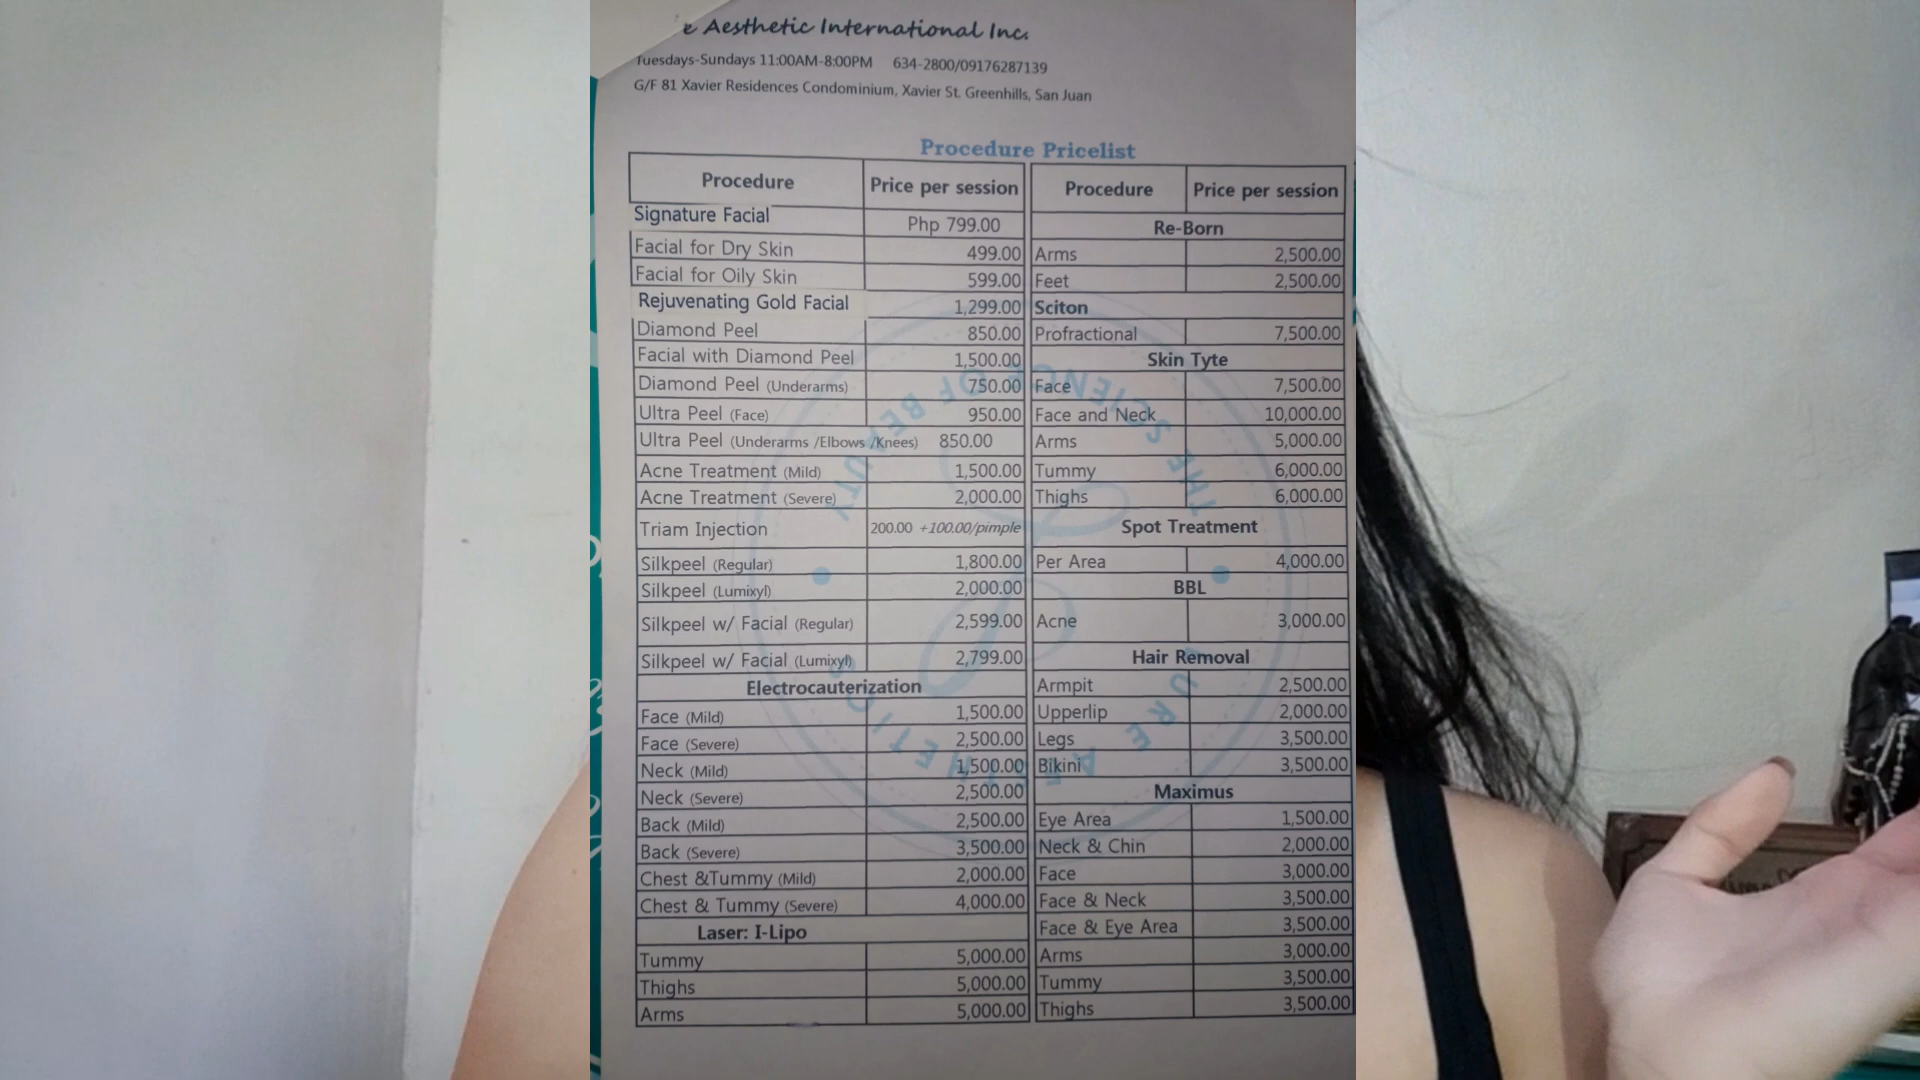 e Aesthetic International Inc.
Tuesdays-Sundays 11:00AM-8:00PM 634-2800/09176287139
G/F 81 Xavier Residences Condominium, Xavier St. Greenhills, San Juan
Procedure Pricelist
Procedure Price per session
Signature Facial Php 799.00
Facial for Dry Skin 499.00
Facial for Oily Skin 599.00
Rejuvenating Gold Facial 1,299.00
Diamond Peel 850.00
Facial with Diamond Peel 1,500.00
Diamond Peel (Underarms) 750.00
Ultra Peel (Face) 950.00
Ultra Peel (Underarms /Elbows /Knees) 850.00
Acne Treatment (Mild) 1,500.00
Acne Treatment (Severe) 2,000.00
Triam Injection 200.00 +100.00/pimple
Silkpeel (Regular) 1,800.00
Silkpeel (Lumixyl) 2,000.00
Silkpeel w/ Facial (Regular) 2,599.00
Silkpeel w/ Facial (Lumixyl) 2,799.00
Electrocauterization
Face (Mild) 1,500.00
Face (Severe) 2,500.00
Neck (Mild) 1,500.00
Neck (Severe) 2,500.00
Back (Mild) 2,500.00
Back (Severe) 3,500.00
Chest &Tummy (Mild) 2,000.00
Chest & Tummy (Severe) 4,000.00
Laser: I-Lipo
Tummy 5,000.00
Thighs 5,000.00
Arms 5,000.00
Procedure Price per session
Re-Born
Arms 2,500.00
Feet 2,500.00
Sciton
Profractional 7,500.00
Skin Tyte
Face 7,500.00
Face and Neck 10,000.00
Arms 5,000.00
Tummy 6,000.00
Thighs 6,000.00
Spot Treatment
Per Area 4,000.00
BBL
Acne 3,000.00
Hair Removal
Armpit 2,500.00
Upperlip 2,000.00
Legs 3,500.00
Bikini 3,500.00
Maximus
Eye Area 1,500.00
Neck & Chin 2,000.00
Face 3,000.00
Face & Neck 3,500.00
Face & Eye Area 3,500.00
Arms 3,000.00
Tummy 3,500.00
Thighs 3,500.00
THE SCIENCE OF BEAUTY